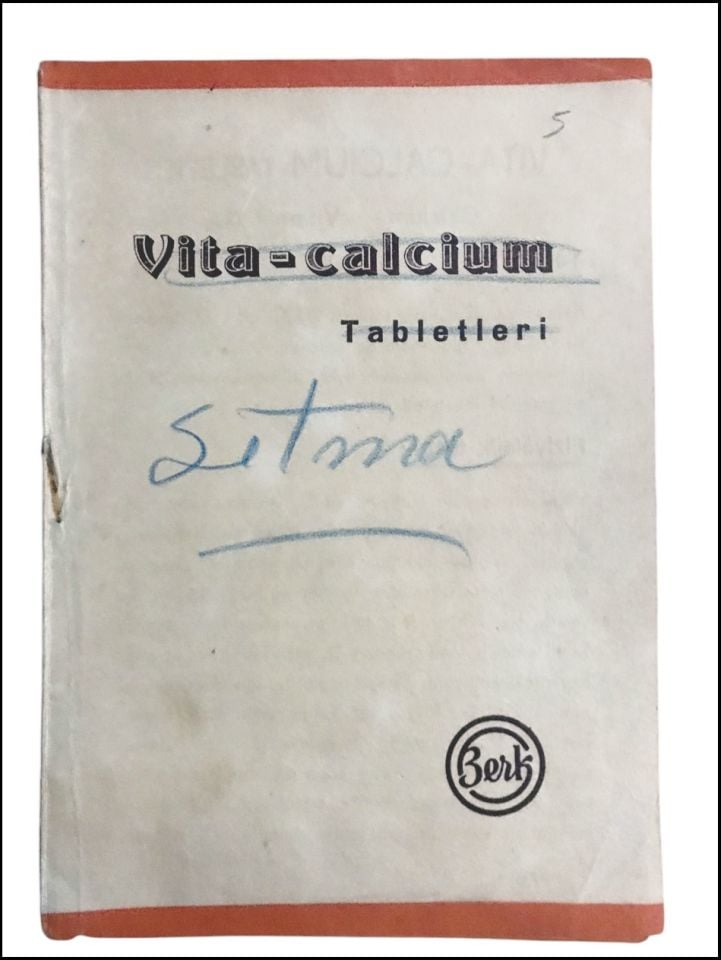 5
Vita-calcium
Tabletleri
Sıtma
Berk